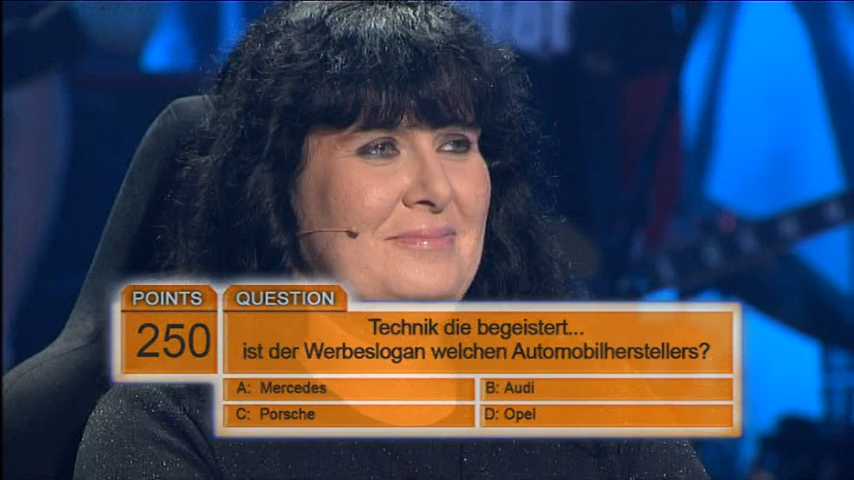 POINTS
QUESTION
250
Technik die begeistert...
ist der Werbeslogan welchen Automobilherstellers?
A: Mercedes
B: Audi
C: Porsche
D: Opel